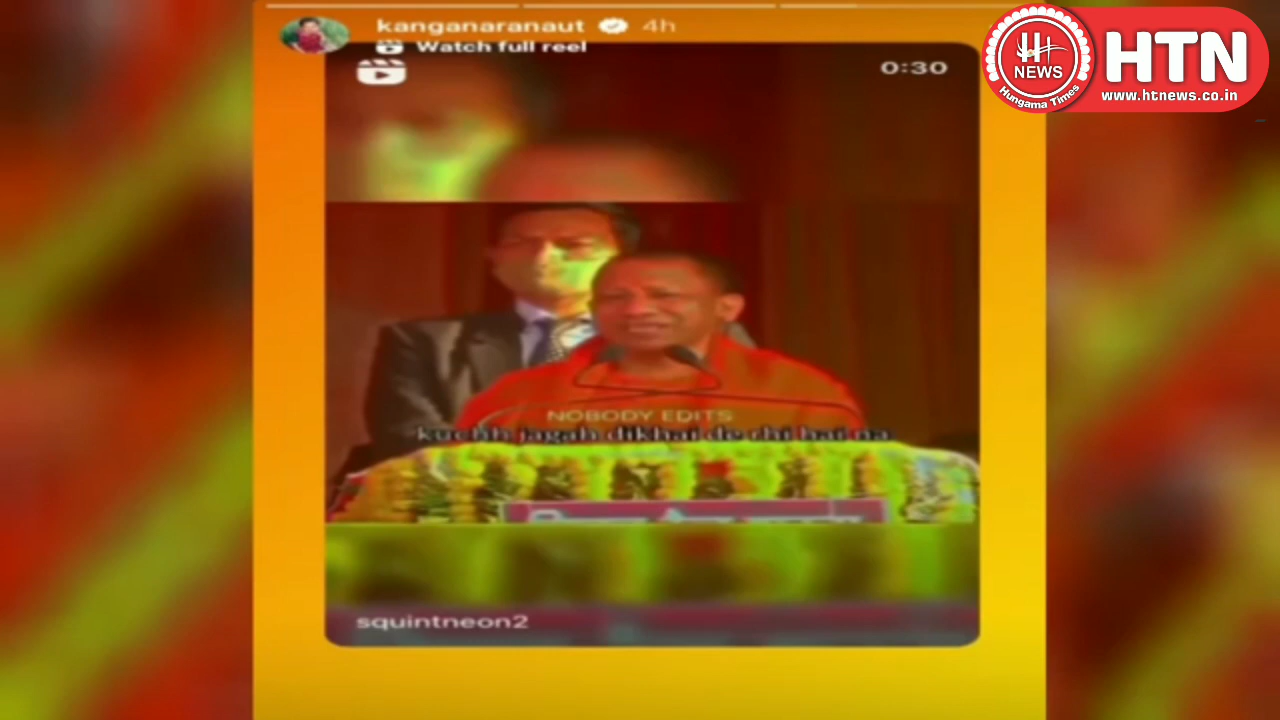 kanganaranaut 4h
Watch full reel
0:30
H
NEWS
Hungama Times
HTN
www.htnews.co.in
NOBODY EDITS
kuchh jagah dikhai de rhi hai na
squintneon2